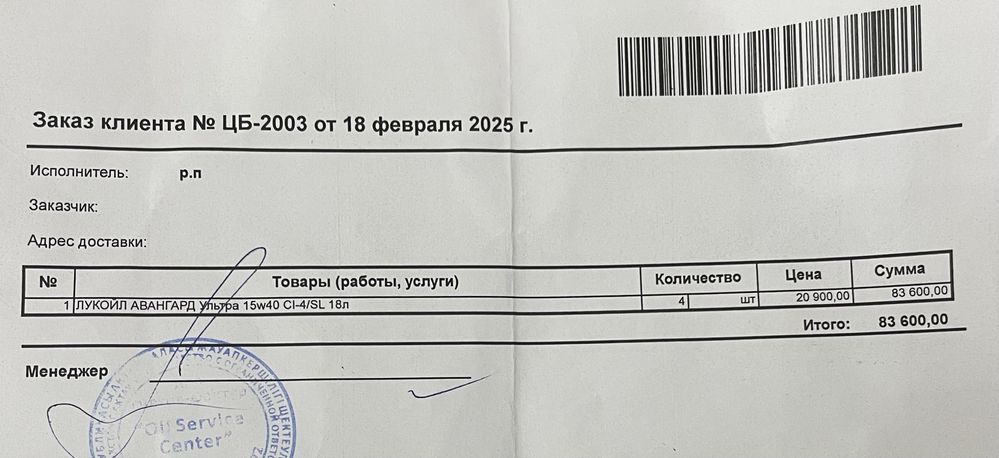 Заказ клиента № ЦБ-2003 от 18 февраля 2025 г.
Исполнитель: р.п
Заказчик:
Адрес доставки:
№ Товары (работы, услуги) Количество Цена Сумма
1 ЛУКОЙЛ АВАНГАРД Ультра 15w40 CI-4/SL 18л 4 шт 20 900,00 83 600,00
Итого: 83 600,00
Менеджер
ЖАУАПКЕРШІЛІГІ ШЕКТЕУЛІ
"Oil Service
Center"